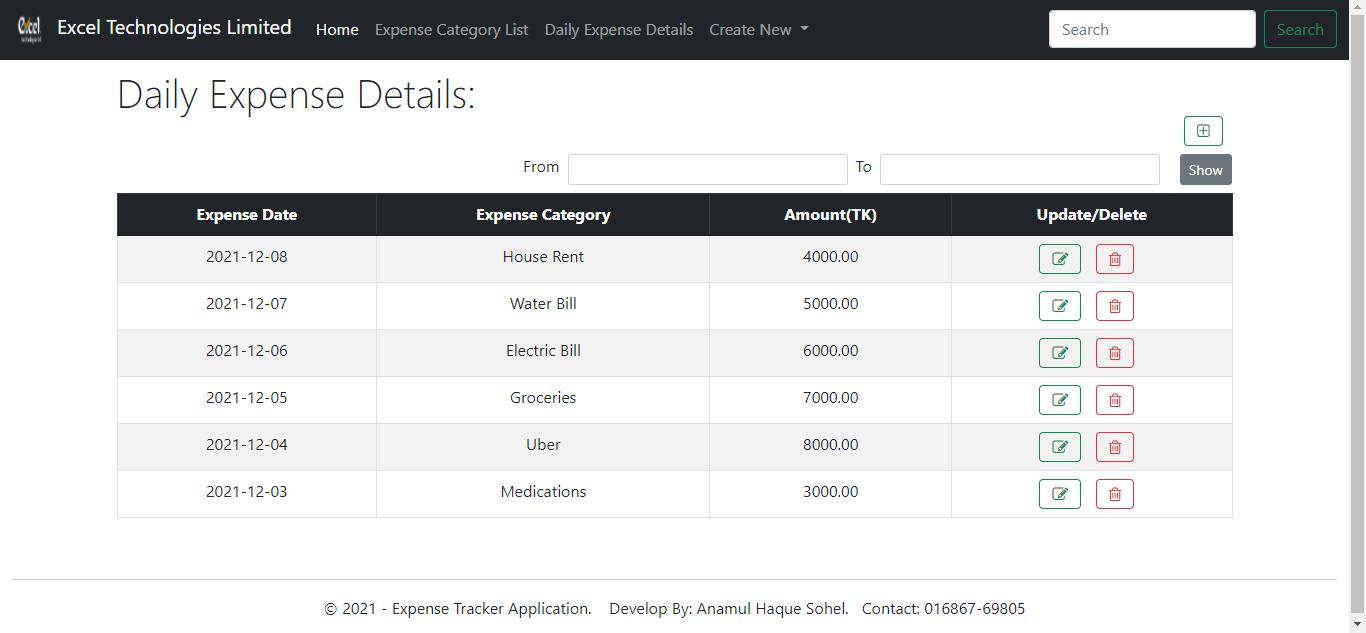 Excel Technologies Limited Home Expense Category List Daily Expense Details Create New Search Search
Daily Expense Details:
From To Show
Expense Date Expense Category Amount(TK) Update/Delete
2021-12-08 House Rent 4000.00
2021-12-07 Water Bill 5000.00
2021-12-06 Electric Bill 6000.00
2021-12-05 Groceries 7000.00
2021-12-04 Uber 8000.00
2021-12-03 Medications 3000.00
© 2021 - Expense Tracker Application. Develop By: Anamul Haque Sohel. Contact: 016867-69805